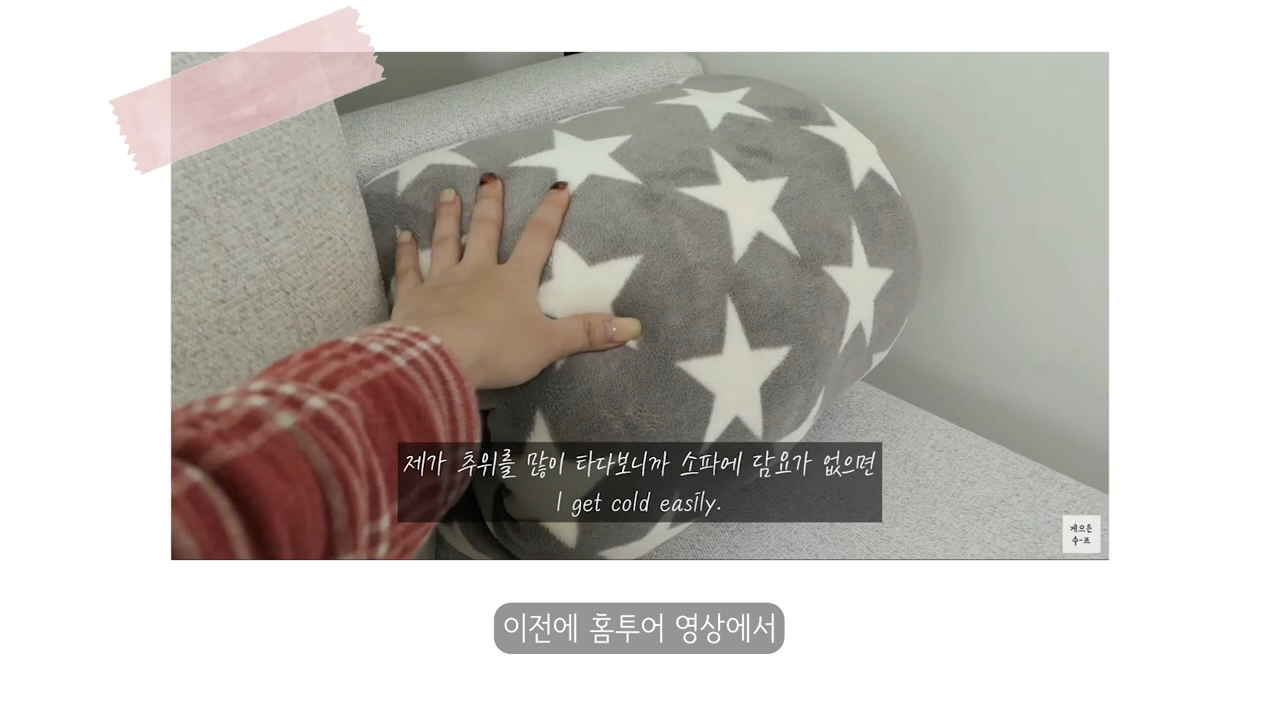 제가 추위를 많이 타다보니까 소파에 담요가 없으면
I get cold easily.
게으른
수-프
이전에 홈투어 영상에서